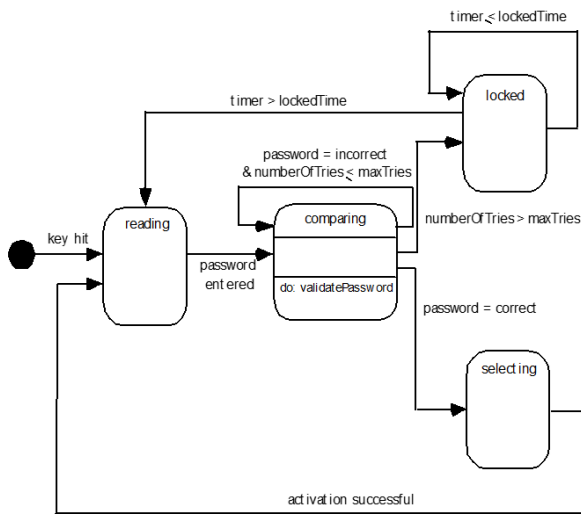 timer < lockedTime
locked
timer > lockedTime
password = incorrect
& numberOfTries < maxTries
reading
comparing
numberOfTries > maxTries
key hit
password
entered
do: validatePassword
password = correct
selecting
activation successful